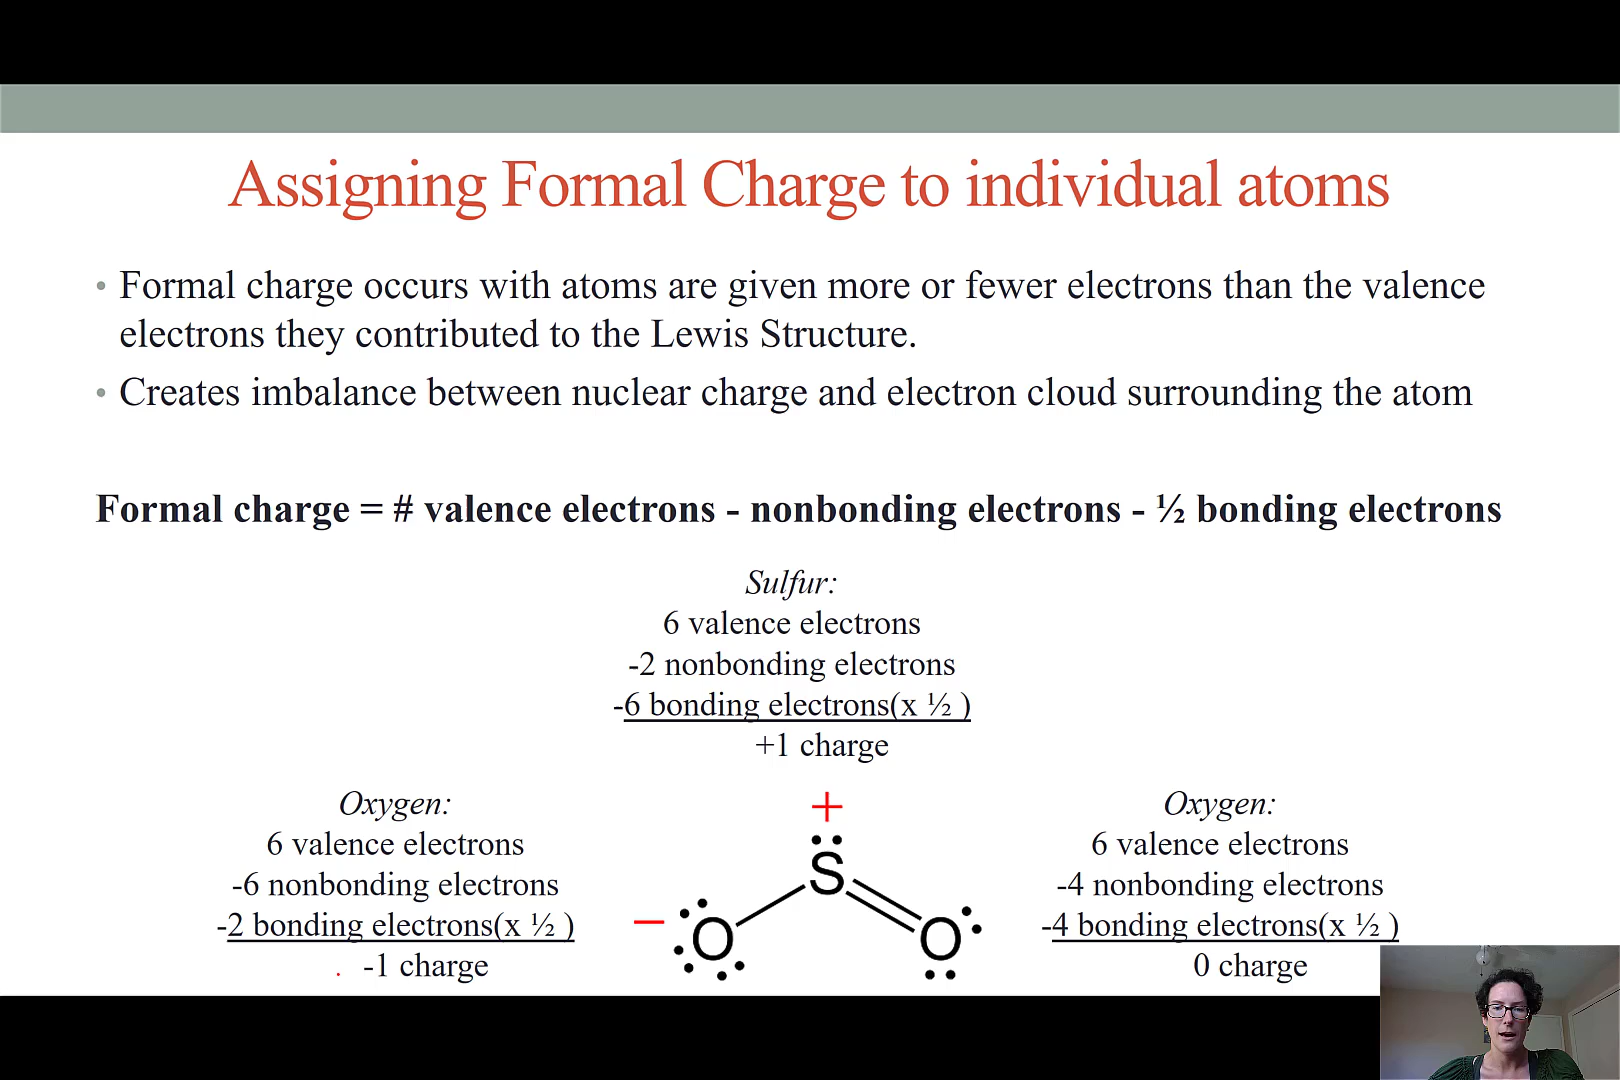 Assigning Formal Charge to individual atoms
• Formal charge occurs with atoms are given more or fewer electrons than the valence
electrons they contributed to the Lewis Structure.
• Creates imbalance between nuclear charge and electron cloud surrounding the atom
Formal charge = # valence electrons - nonbonding electrons - ½ bonding electrons
Sulfur:
6 valence electrons
-2 nonbonding electrons
-6 bonding electrons(x ½ )
+1 charge
Oxygen:
6 valence electrons
-6 nonbonding electrons
-2 bonding electrons(x ½ )
-1 charge
+
S
− O
O
Oxygen:
6 valence electrons
-4 nonbonding electrons
-4 bonding electrons(x ½ )
0 charge